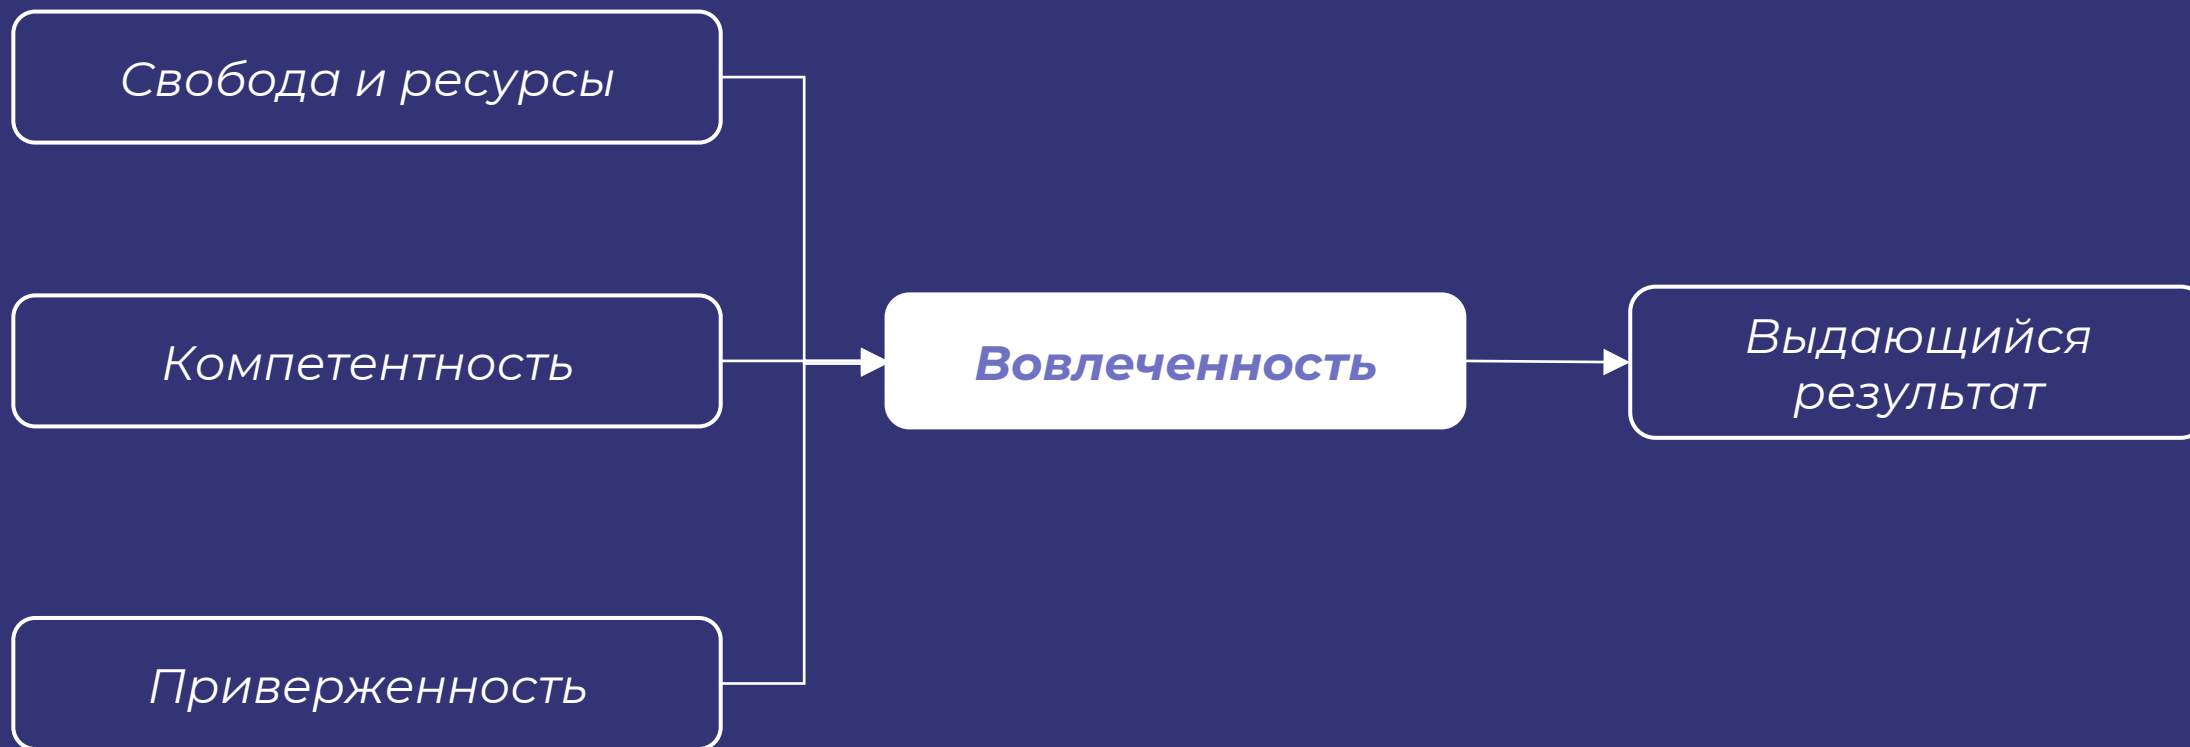 Свобода и ресурсы
Компетентность
Приверженность
Вовлеченность
Выдающийся
результат